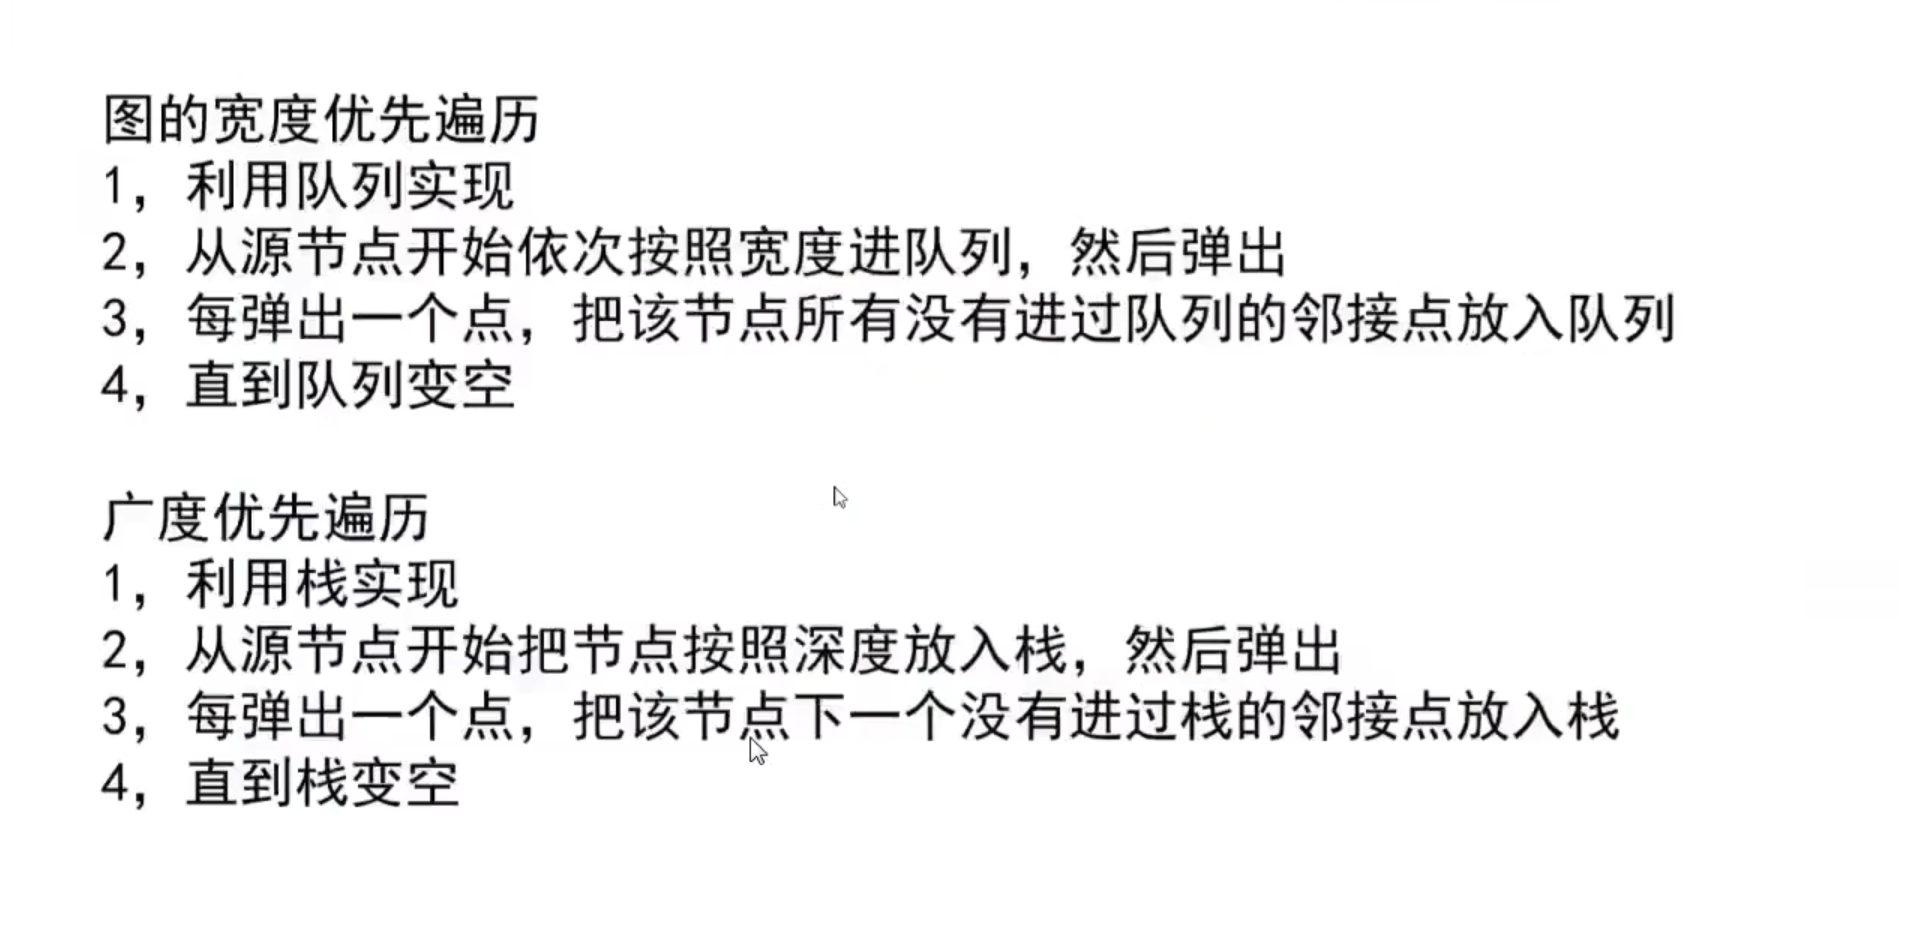 图的宽度优先遍历
1，利用队列实现
2，从源节点开始依次按照宽度进队列，然后弹出
3，每弹出一个点，把该节点所有没有进过队列的邻接点放入队列
4，直到队列变空
广度优先遍历
1，利用栈实现
2，从源节点开始把节点按照深度放入栈，然后弹出
3，每弹出一个点，把该节点下一个没有进过栈的邻接点放入栈
4，直到栈变空